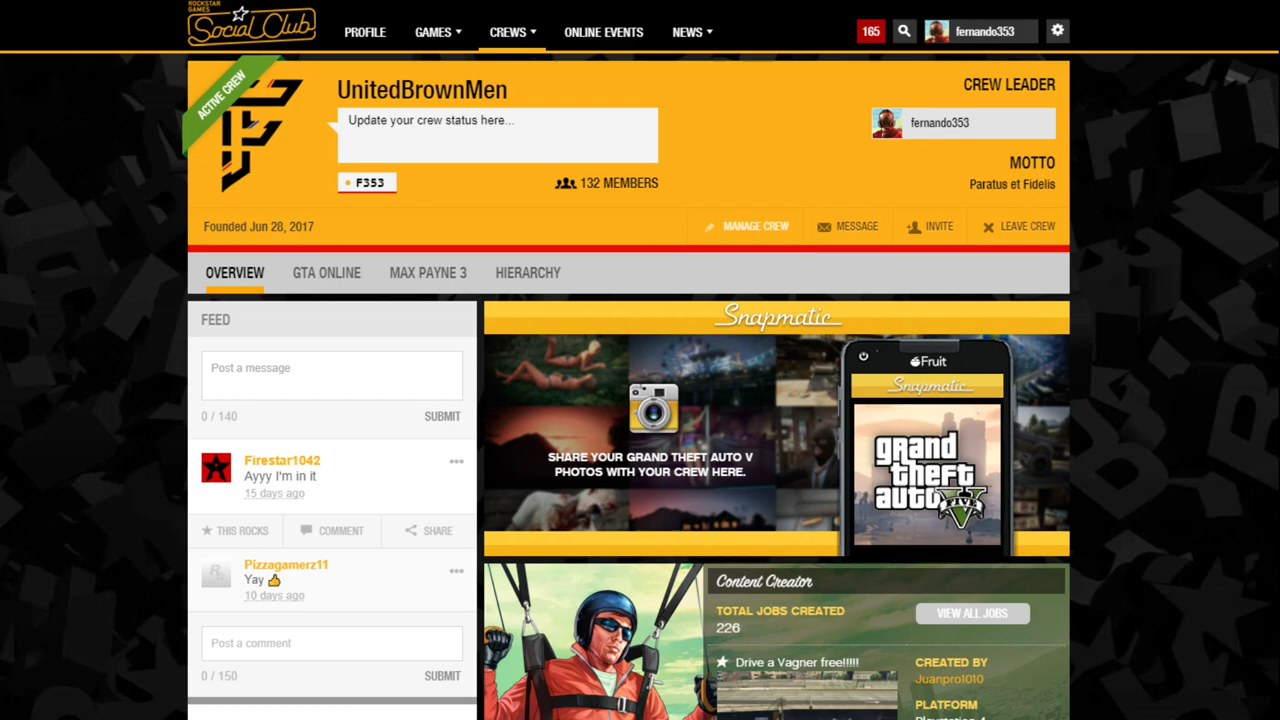 ROCKSTAR
GAMES
Social Club
PROFILE
GAMES
CREWS
ONLINE EVENTS
NEWS
165
fernando353
ACTIVE CREW
UnitedBrownMen
Update your crew status here...
F353
132 MEMBERS
CREW LEADER
fernando353
MOTTO
Paratus et Fidelis
Founded Jun 28, 2017
MANAGE CREW
MESSAGE
INVITE
LEAVE CREW
OVERVIEW
GTA ONLINE
MAX PAYNE 3
HIERARCHY
FEED
Post a message
0 / 140
SUBMIT
Firestar1042
Ayyy I'm in it
15 days ago
THIS ROCKS
COMMENT
SHARE
Pizzagamerz11
Yay 👍
10 days ago
Post a comment
0 / 150
SUBMIT
Snapmatic
SHARE YOUR GRAND THEFT AUTO V
PHOTOS WITH YOUR CREW HERE.
Fruit
Snapmatic
grand
theft
auto
FIVE
Content Creator
TOTAL JOBS CREATED
226
VIEW ALL JOBS
Drive a Vagner free!!!!!
CREATED BY
Juanpro1010
PLATFORM
Playstation 4